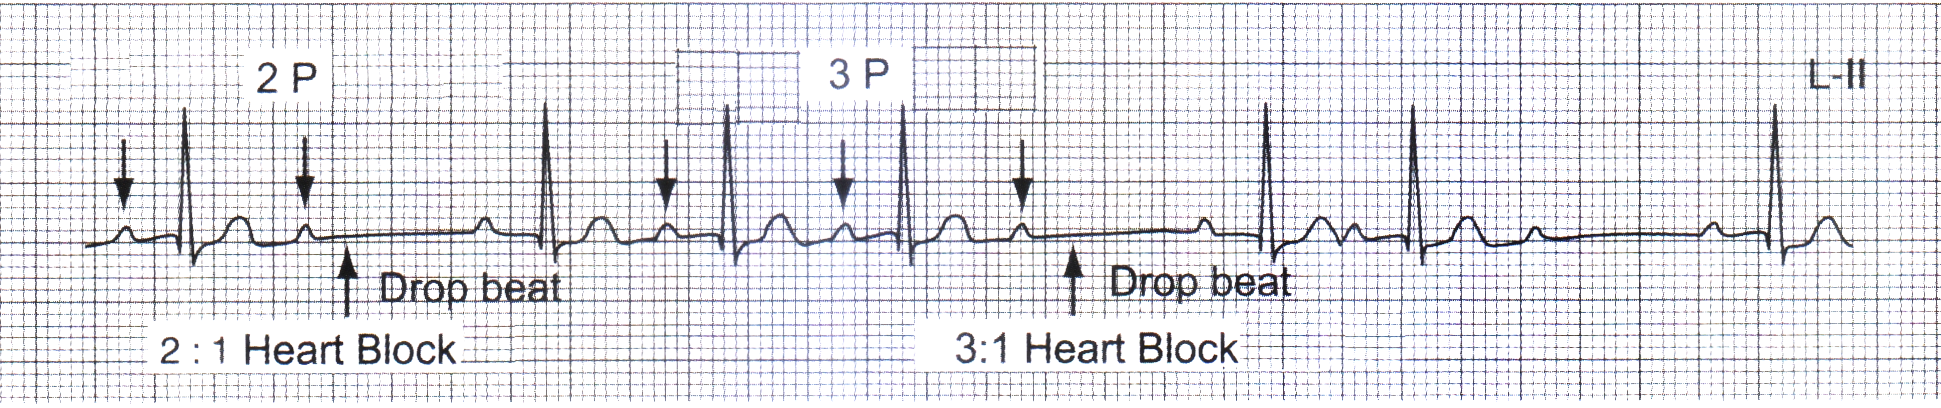 2 P
3 P
L-II
Drop beat
Drop beat
2 : 1 Heart Block
3:1 Heart Block